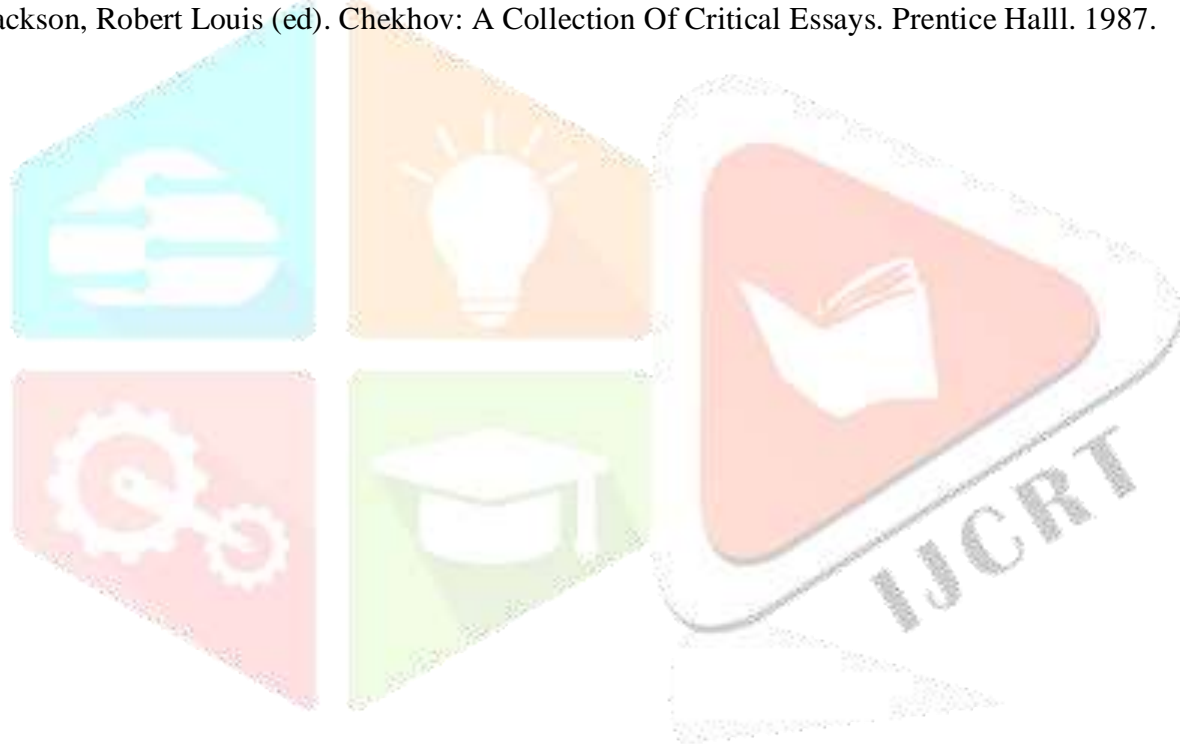 ackson, Robert Louis (ed). Chekhov: A Collection Of Critical Essays. Prentice Halll. 1987.
IJCRT